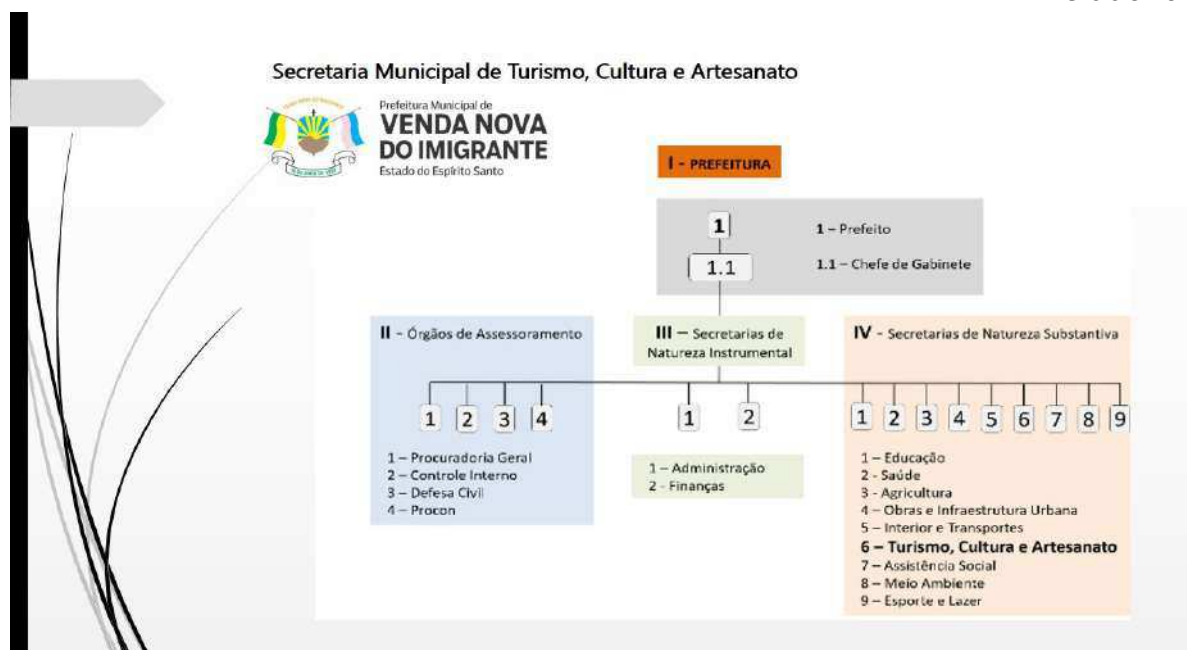 Secretaria Municipal de Turismo, Cultura e Artesanato
Prefeitura Municipal de
VENDA NOVA
DO IMIGRANTE
Estado do Espírito Santo
I - PREFEITURA
1
1 – Prefeito
1.1
1.1 – Chefe de Gabinete
II - Órgãos de Assessoramento
III – Secretarias de
Natureza Instrumental
IV - Secretarias de Natureza Substantiva
1 2 3 4
1 2
1 2 3 4 5 6 7 8 9
1 – Procuradoria Geral
2 – Controle Interno
3 – Defesa Civil
4 – Procon
1 – Administração
2 - Finanças
1 – Educação
2 - Saúde
3 - Agricultura
4 – Obras e Infraestrutura Urbana
5 – Interior e Transportes
6 – Turismo, Cultura e Artesanato
7 – Assistência Social
8 – Meio Ambiente
9 – Esporte e Lazer